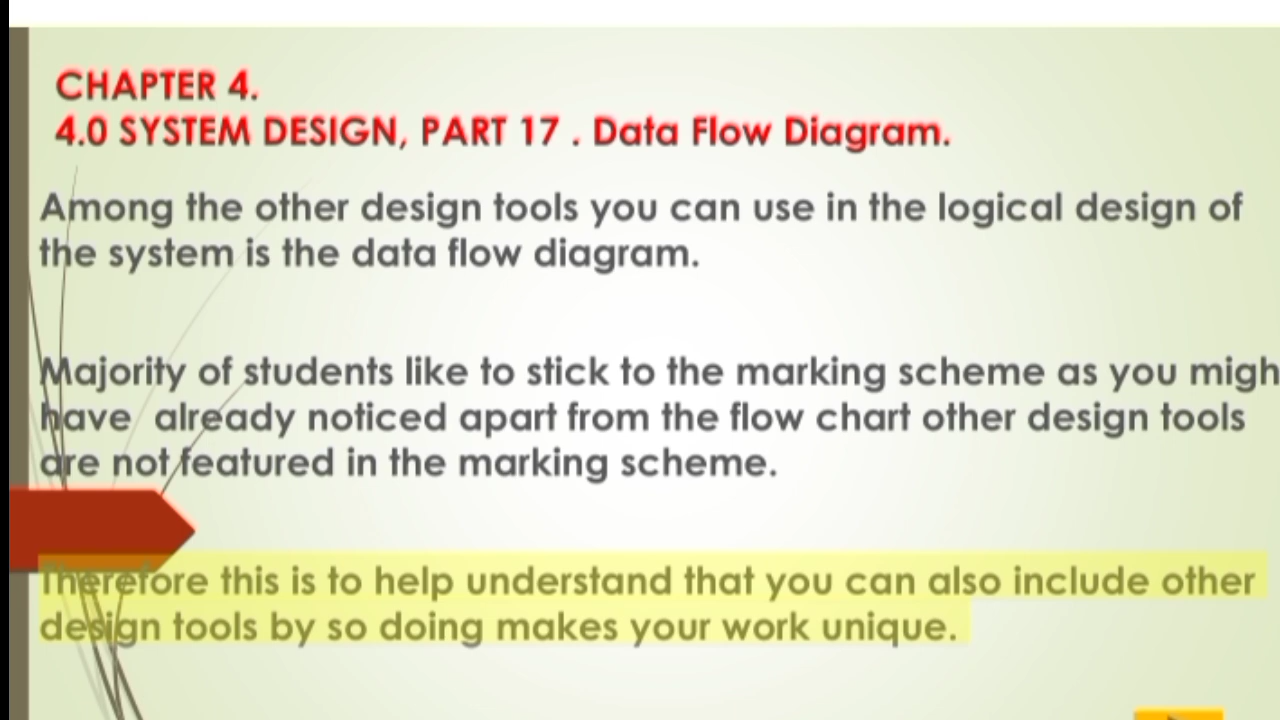 CHAPTER 4.
4.0 SYSTEM DESIGN, PART 17 . Data Flow Diagram.
Among the other design tools you can use in the logical design of
the system is the data flow diagram.
Majority of students like to stick to the marking scheme as you migh
have already noticed apart from the flow chart other design tools
are not featured in the marking scheme.
Therefore this is to help understand that you can also include other
design tools by so doing makes your work unique.